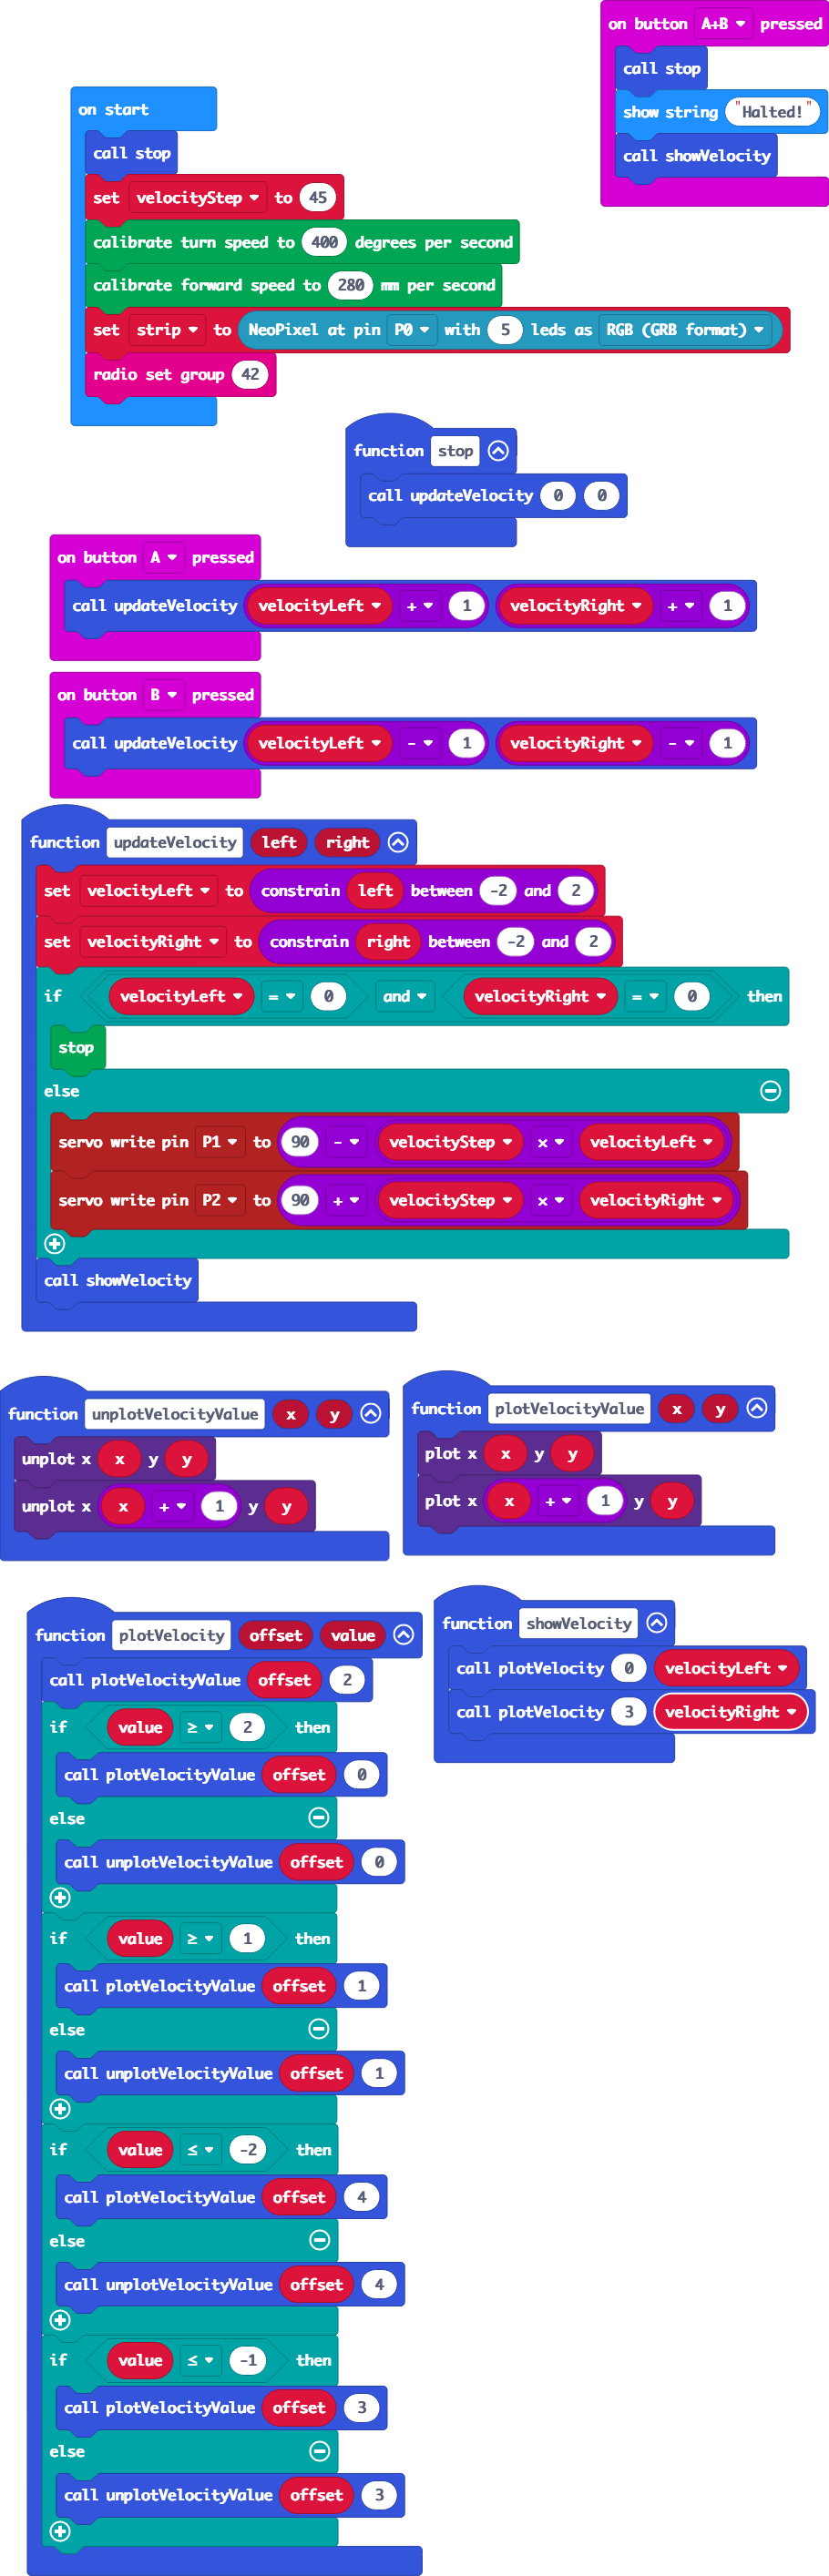 on button A+B pressed
call stop
show string "Halted!"
call showVelocity
on start
call stop
set velocityStep to 45
calibrate turn speed to 400 degrees per second
calibrate forward speed to 280 mm per second
set strip to NeoPixel at pin P0 with 5 leds as RGB (GRB format)
radio set group 42
function stop
call updateVelocity 0 0
on button A pressed
call updateVelocity velocityLeft + 1 velocityRight + 1
on button B pressed
call updateVelocity velocityLeft - 1 velocityRight - 1
function updateVelocity left right
set velocityLeft to constrain left between -2 and 2
set velocityRight to constrain right between -2 and 2
if velocityLeft = 0 and velocityRight = 0 then
stop
else
servo write pin P1 to 90 - velocityStep x velocityLeft
servo write pin P2 to 90 + velocityStep x velocityRight
call showVelocity
function unplotVelocityValue x y
unplot x x y y
unplot x x + 1 y y
function plotVelocityValue x y
plot x x y y
plot x x + 1 y y
function plotVelocity offset value
call plotVelocityValue offset 2
if value ≥ 2 then
call plotVelocityValue offset 0
else
call unplotVelocityValue offset 0
if value ≥ 1 then
call plotVelocityValue offset 1
else
call unplotVelocityValue offset 1
if value ≤ -2 then
call plotVelocityValue offset 4
else
call unplotVelocityValue offset 4
if value ≤ -1 then
call plotVelocityValue offset 3
else
call unplotVelocityValue offset 3
function showVelocity
call plotVelocity 0 velocityLeft
call plotVelocity 3 velocityRight